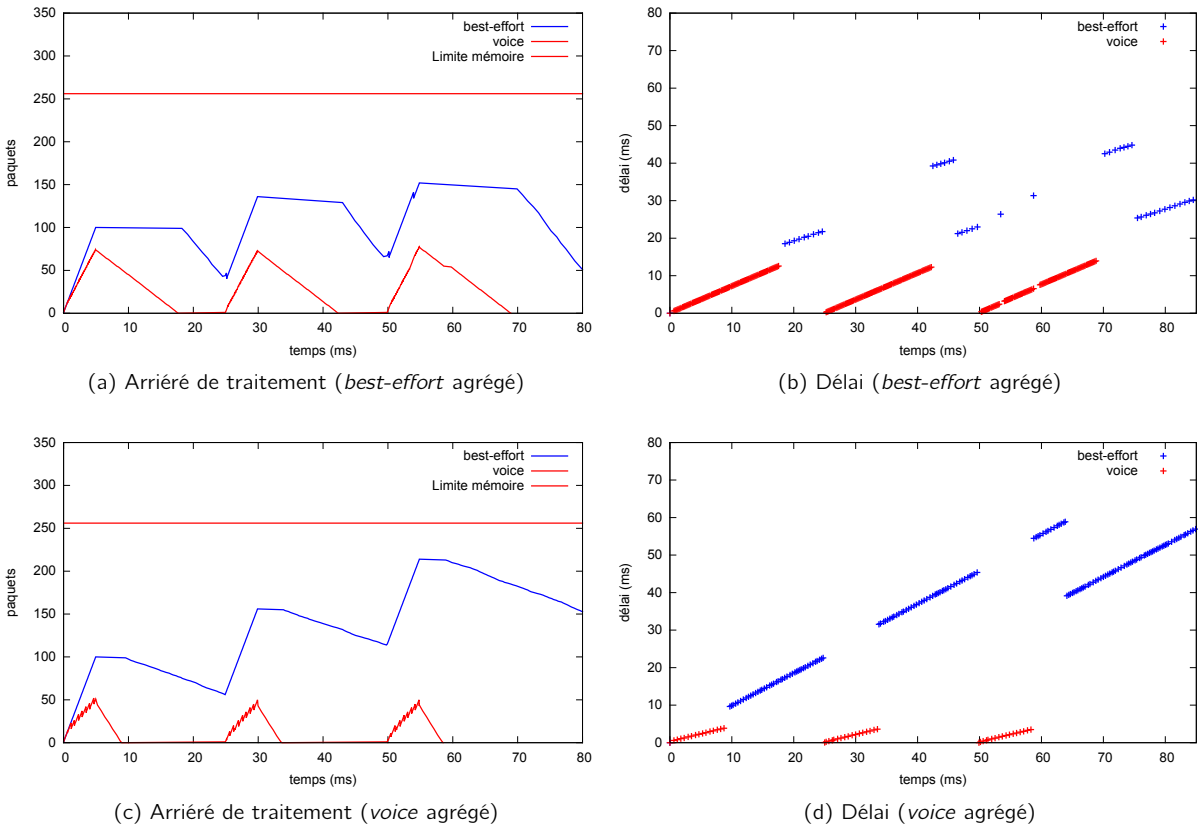 350
300
250
200
150
100
50
0
paquets
best-effort
voice
Limite mémoire
0 10 20 30 40 50 60 70 80
temps (ms)
(a) Arriéré de traitement (best-effort agrégé)
80
70
60
50
40
30
20
10
0
délai (ms)
best-effort
voice
0 10 20 30 40 50 60 70 80
temps (ms)
(b) Délai (best-effort agrégé)
350
300
250
200
150
100
50
0
paquets
best-effort
voice
Limite mémoire
0 10 20 30 40 50 60 70 80
temps (ms)
(c) Arriéré de traitement (voice agrégé)
80
70
60
50
40
30
20
10
0
délai (ms)
best-effort
voice
0 10 20 30 40 50 60 70 80
temps (ms)
(d) Délai (voice agrégé)